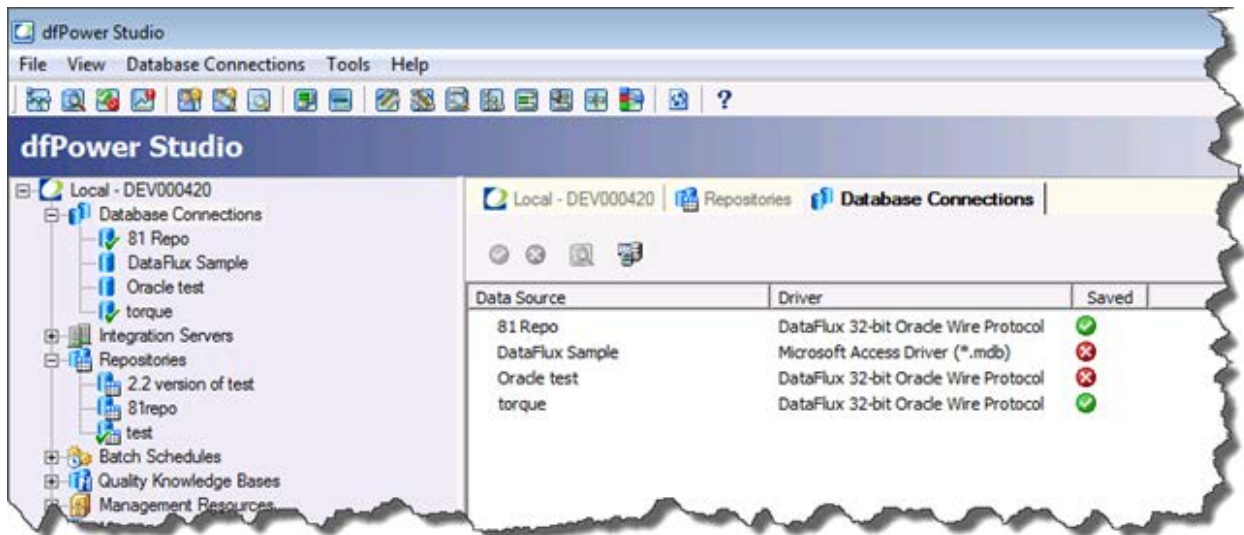 dfPower Studio
File View Database Connections Tools Help
?
dfPower Studio
Local - DEV000420
Database Connections
81 Repo
DataFlux Sample
Oracle test
torque
Integration Servers
Repositories
2.2 version of test
81repo
test
Batch Schedules
Quality Knowledge Bases
Management Resources
Local - DEV000420 Repositories Database Connections
Data Source Driver Saved
81 Repo DataFlux 32-bit Oracle Wire Protocol
DataFlux Sample Microsoft Access Driver (*.mdb)
Oracle test DataFlux 32-bit Oracle Wire Protocol
torque DataFlux 32-bit Oracle Wire Protocol